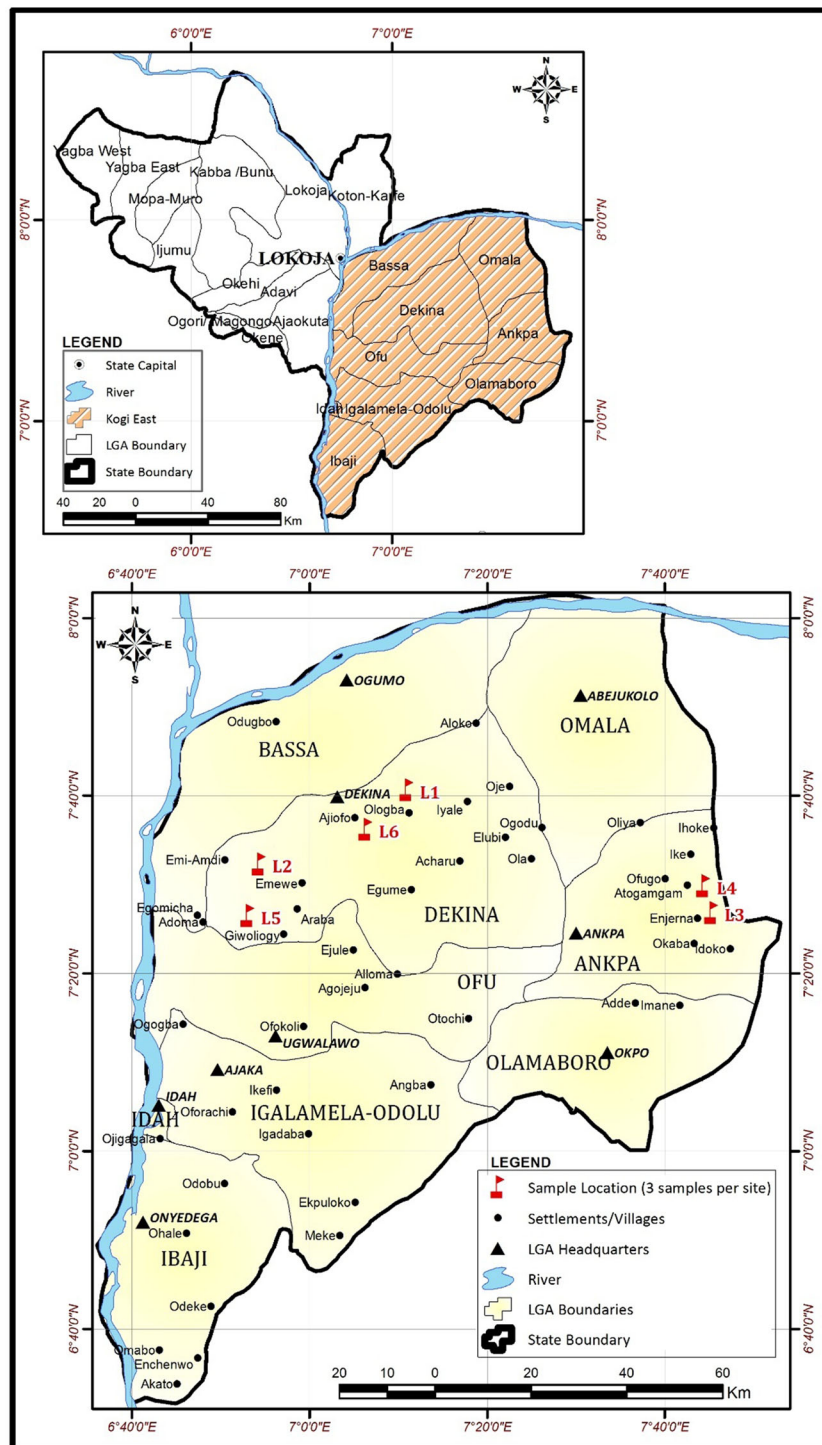 6°0'0"E
7°0'0"E
N
W
E
S
Yagba West
Yagba East
Kabba /Bunu
Mopa-Muro
Lokoja
Koton-Karfe
8°0'0"N
8°0'0"N
Ijumu
LOKOJA
Bassa
Omala
Okehi
Adavi
Dekina
Ogori/ Magongo
Ajaokuta
Ankpa
Okene
Ofu
Olamaboro
LEGEND
State Capital
River
Kogi East
LGA Boundary
State Boundary
Idah
Igalamela-Odolu
7°0'0"N
7°0'0"N
Ibaji
40 20 0 40 80
Km
6°0'0"E
7°0'0"E
6°40'0"E
7°0'0"E
7°20'0"E
7°40'0"E
8°0'0"N
8°0'0"N
N
W
E
S
OGUMO
ABEJUKOLO
Odugbo
Aloko
OMALA
BASSA
7°40'0"N
7°40'0"N
DEKINA
L1
Oje
Ologba
Iyale
Ajiofo
L6
Ogodu
Oliya
Ihoke
Elubi
Emi-Amdi
L2
Acharu
Ola
Ike
Emewe
Ofugo
L4
Egume
Atogamgam
Egomicha
Adoma
L5
Araba
DEKINA
Enjerna
L3
Giwoliogy
ANKPA
Okaba
Idoko
Ejule
ANKPA
7°20'0"N
7°20'0"N
Alloma
OFU
Agojeju
Adde
Imane
Otochi
Ogogba
Ofokoli
UGWALAWO
OLAMABORO
OKPO
AJAKA
Angba
Ikefi
IDAH
IDAH
Oforachi
IGALAMELA-ODOLU
Igadaba
Ojigagala
7°0'0"N
7°0'0"N
Odobu
Ekpuloko
ONYEDEGA
Ohale
Meke
IBAJI
Odeke
6°40'0"N
6°40'0"N
Omabo
Enchenwo
Akato
LEGEND
Sample Location (3 samples per site)
Settlements/Villages
LGA Headquarters
River
LGA Boundaries
State Boundary
20 10 0 20 40 60
Km
6°40'0"E
7°0'0"E
7°20'0"E
7°40'0"E